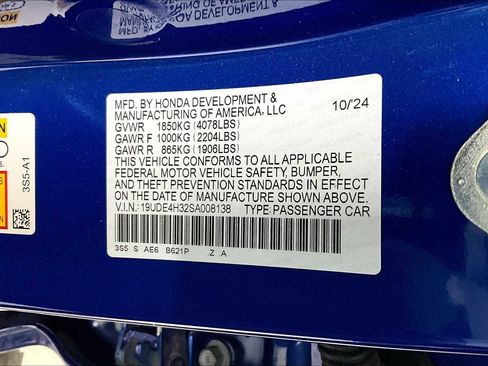 MFD. BY HONDA DEVELOPMENT & 10/24
MANUFACTURING OF AMERICA, LLC
GVWR 1850KG (4078LBS)
GAWR F 1000KG (2204LBS)
GAWR R 865KG (1906LBS)
THIS VEHICLE CONFORMS TO ALL APPLICABLE
FEDERAL MOTOR VEHICLE SAFETY, BUMPER,
AND THEFT PREVENTION STANDARDS IN EFFECT
ON THE DATE OF MANUFACTURE SHOWN ABOVE.
V.I.N.: 19UDE4H32SA008138 TYPE:PASSENGER CAR
3S5 S AE6 B621P .Z .A
3S5-A1